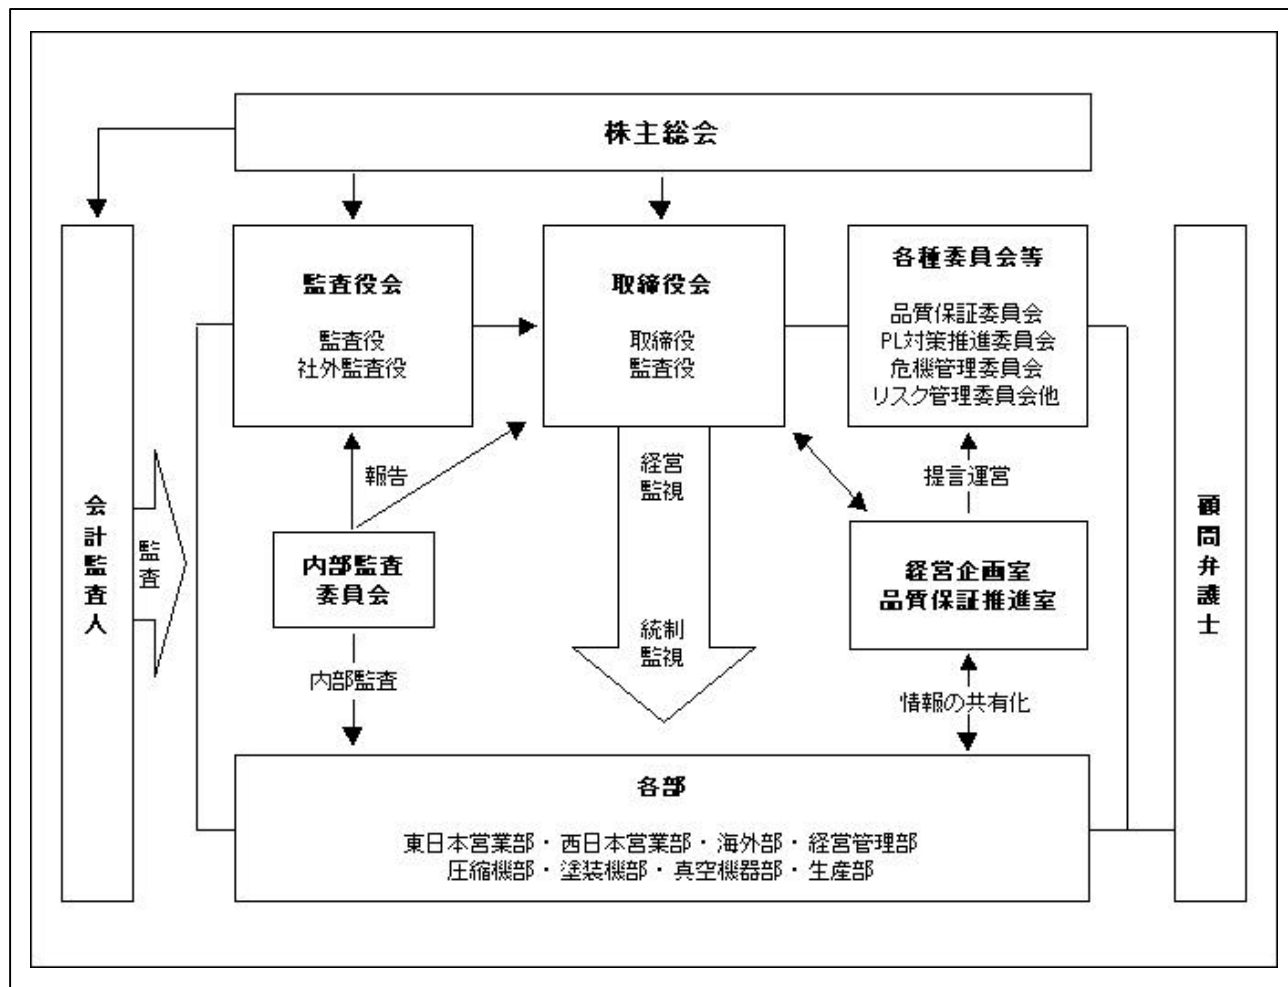 株主総会
監査役会
監査役
社外監査役
取締役会
取締役
監査役
各種委員会等
品質保証委員会
PL対策推進委員会
危機管理委員会
リスク管理委員会他
会計監査人
監査
報告
経営
監視
提言運営
顧問弁護士
内部監査
委員会
経営企画室
品質保証推進室
統制
監視
内部監査
情報の共有化
各部
東日本営業部・西日本営業部・海外部・経営管理部
圧縮機部・塗装機部・真空機器部・生産部